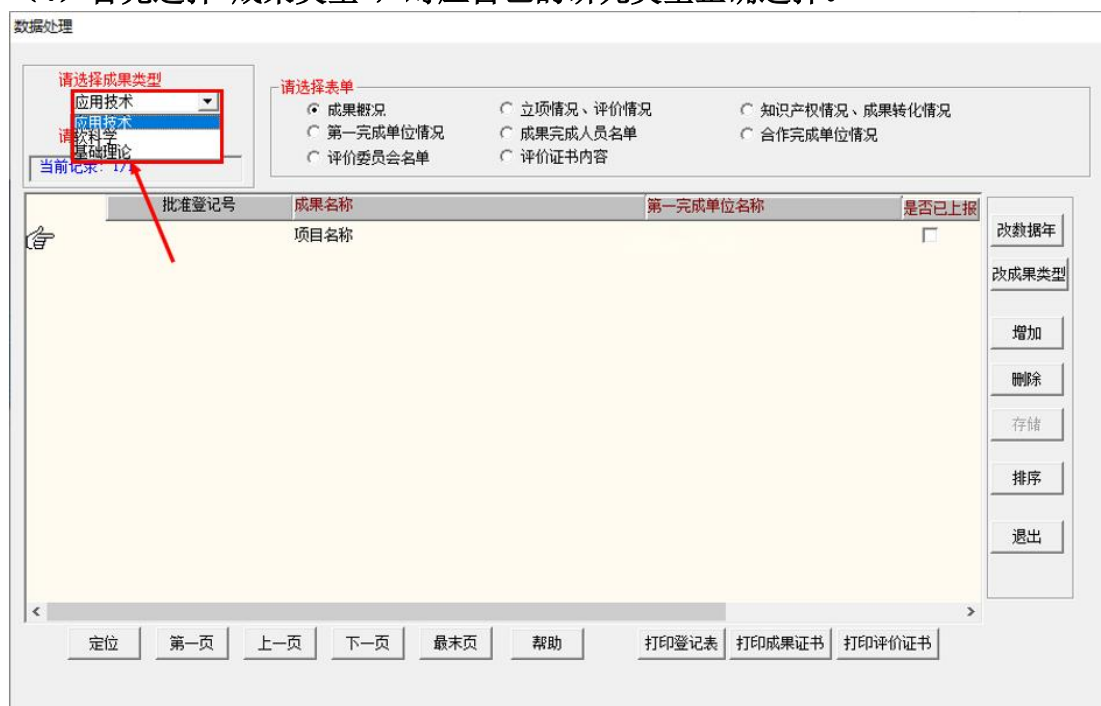 数据处理
请选择成果类型
应用技术
应用技术
软科学
基础理论
请
当前记录: 1/1
请选择表单
成果概况 立项情况、评价情况 知识产权情况、成果转化情况
第一完成单位情况 成果完成人员名单 合作完成单位情况
评价委员会名单 评价证书内容
批准登记号 成果名称 第一完成单位名称 是否已上报
项目名称
改数据年
改成果类型
增加
删除
存储
排序
退出
定位 第一页 上一页 下一页 最末页 帮助 打印登记表 打印成果证书 打印评价证书